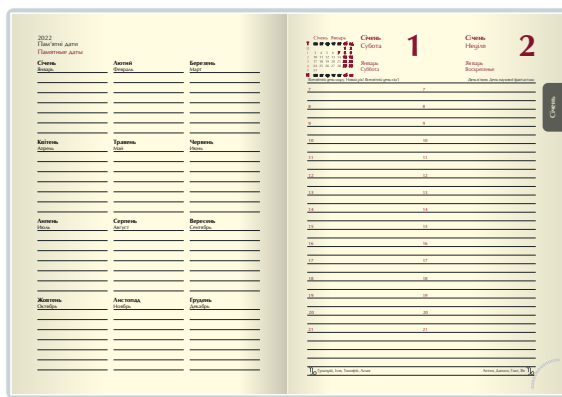 2022
Пам'ятні дати
Памятные даты
Січень
Январь
Лютий
Февраль
Березень
Март
Квітень
Апрель
Травень
Май
Червень
Июнь
Липень
Июль
Серпень
Август
Вересень
Сентябрь
Жовтень
Октябрь
Листопад
Ноябрь
Грудень
Декабрь
Січень Январь
Січень
Субота
1
Январь
Суббота
Січень
Неділя
2
Январь
Воскресенье
7 7
8 8
9 9
10 10
11 11
12 12
13 13
14 14
15 15
16 16
17 17
18 18
19 19
20 20
21 21
Січень